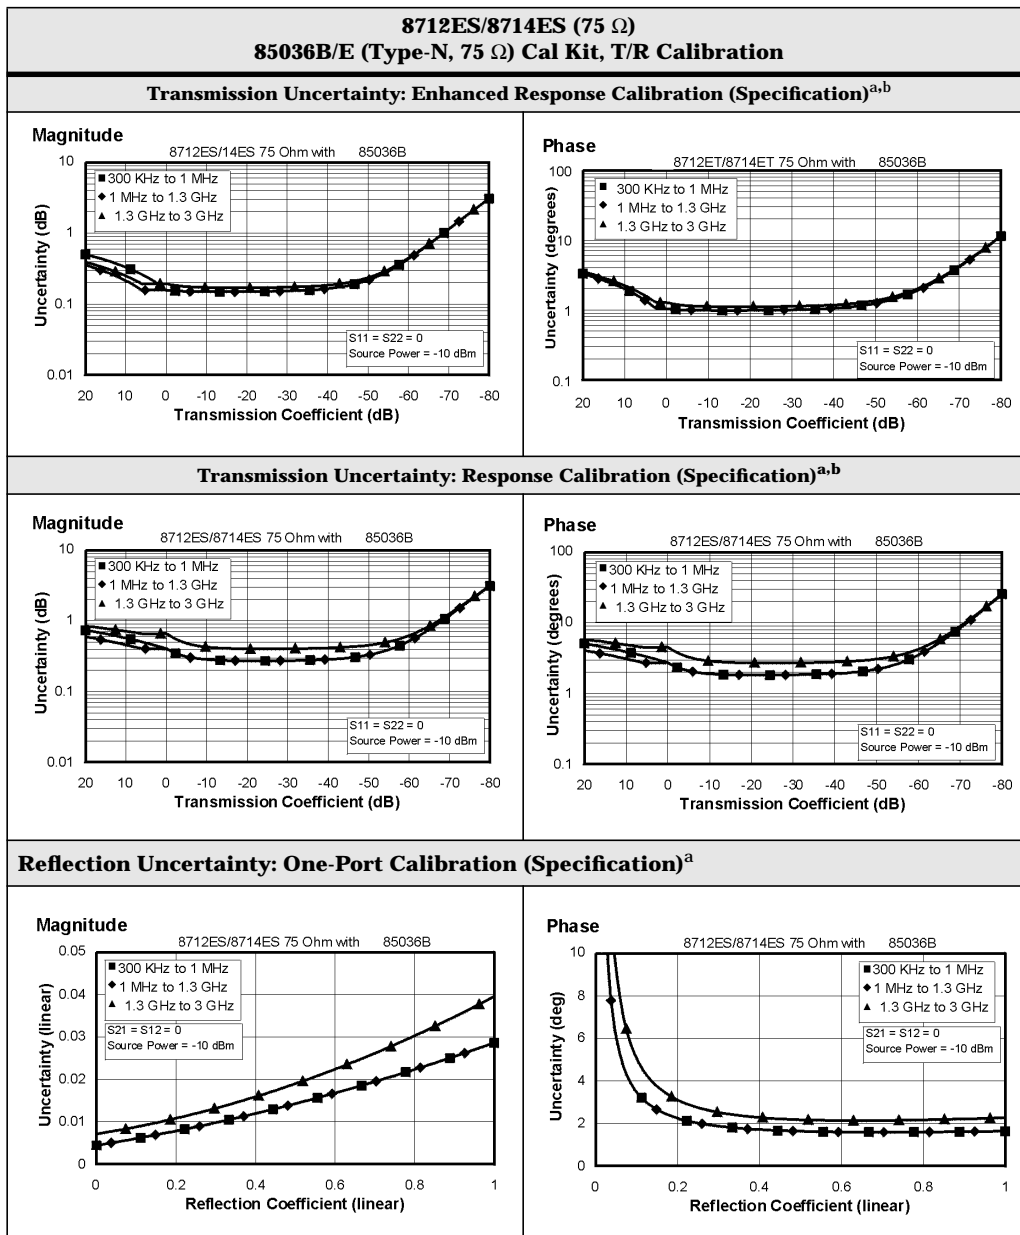 8712ES/8714ES (75 Ω)
85036B/E (Type-N, 75 Ω) Cal Kit, T/R Calibration
Transmission Uncertainty: Enhanced Response Calibration (Specification)a,b
Magnitude
8712ES/14ES 75 Ohm with 85036B
300 KHz to 1 MHz
1 MHz to 1.3 GHz
1.3 GHz to 3 GHz
Uncertainty (dB)
10
1
0.1
0.01
S11 = S22 = 0
Source Power = -10 dBm
20 10 0 -10 -20 -30 -40 -50 -60 -70 -80
Transmission Coefficient (dB)
Phase
8712ET/8714ET 75 Ohm with 85036B
300 KHz to 1 MHz
1 MHz to 1.3 GHz
1.3 GHz to 3 GHz
Uncertainty (degrees)
100
10
1
0.1
S11 = S22 = 0
Source Power = -10 dBm
20 10 0 -10 -20 -30 -40 -50 -60 -70 -80
Transmission Coefficient (dB)
Transmission Uncertainty: Response Calibration (Specification)a,b
Magnitude
8712ES/8714ES 75 Ohm with 85036B
300 KHz to 1 MHz
1 MHz to 1.3 GHz
1.3 GHz to 3 GHz
Uncertainty (dB)
10
1
0.1
0.01
S11 = S22 = 0
Source Power = -10 dBm
20 10 0 -10 -20 -30 -40 -50 -60 -70 -80
Transmission Coefficient (dB)
Phase
8712ES/8714ES 75 Ohm with 85036B
300 KHz to 1 MHz
1 MHz to 1.3 GHz
1.3 GHz to 3 GHz
Uncertainty (degrees)
100
10
1
0.1
S11 = S22 = 0
Source Power = -10 dBm
20 10 0 -10 -20 -30 -40 -50 -60 -70 -80
Transmission Coefficient (dB)
Reflection Uncertainty: One-Port Calibration (Specification)a
Magnitude
8712ES/8714ES 75 Ohm with 85036B
300 KHz to 1 MHz
1 MHz to 1.3 GHz
1.3 GHz to 3 GHz
S21 = S12 = 0
Source Power = -10 dBm
Uncertainty (linear)
0.05
0.04
0.03
0.02
0.01
0
0 0.2 0.4 0.6 0.8 1
Reflection Coefficient (linear)
Phase
8712ES/8714ES 75 Ohm with 85036B
300 KHz to 1 MHz
1 MHz to 1.3 GHz
1.3 GHz to 3 GHz
S21 = S12 = 0
Source Power = -10 dBm
Uncertainty (deg)
10
8
6
4
2
0
0 0.2 0.4 0.6 0.8 1
Reflection Coefficient (linear)